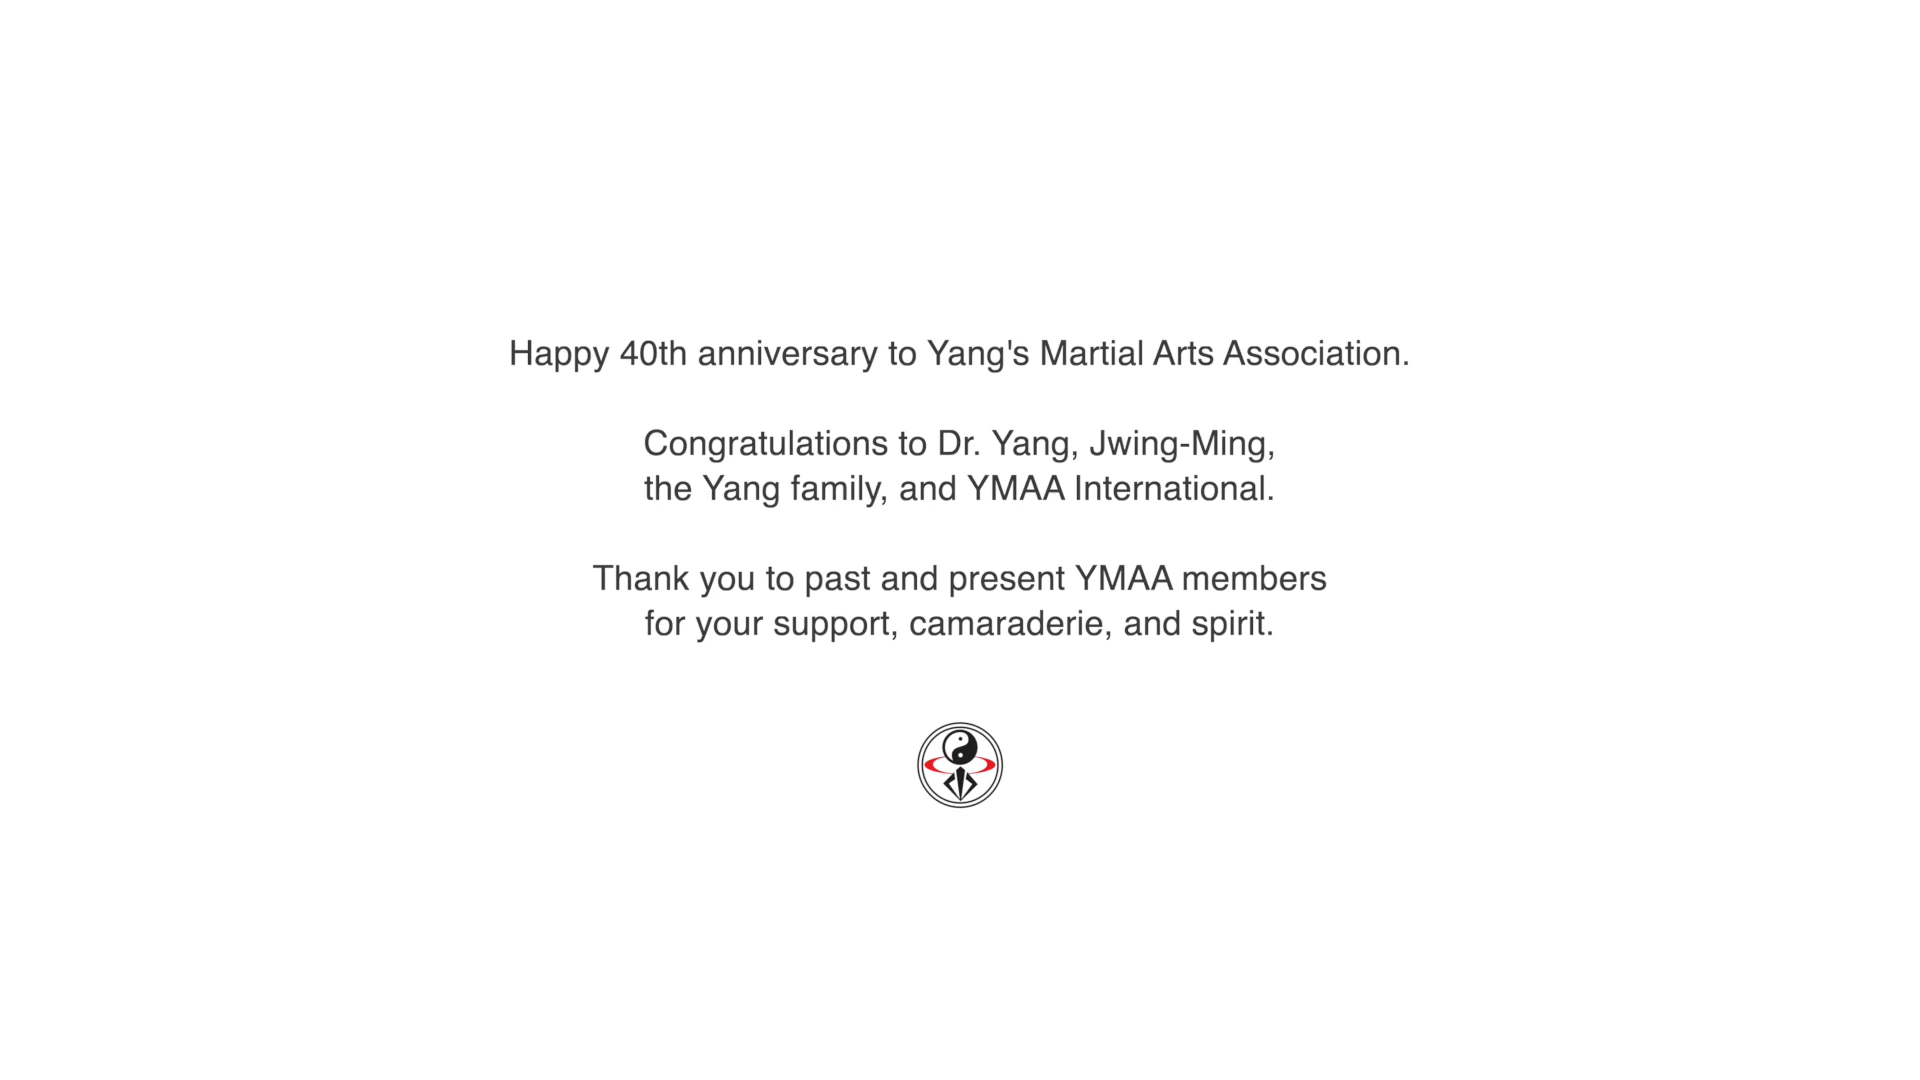 Happy 40th anniversary to Yang's Martial Arts Association.
Congratulations to Dr. Yang, Jwing-Ming,
the Yang family, and YMAA International.
Thank you to past and present YMAA members
for your support, camaraderie, and spirit.